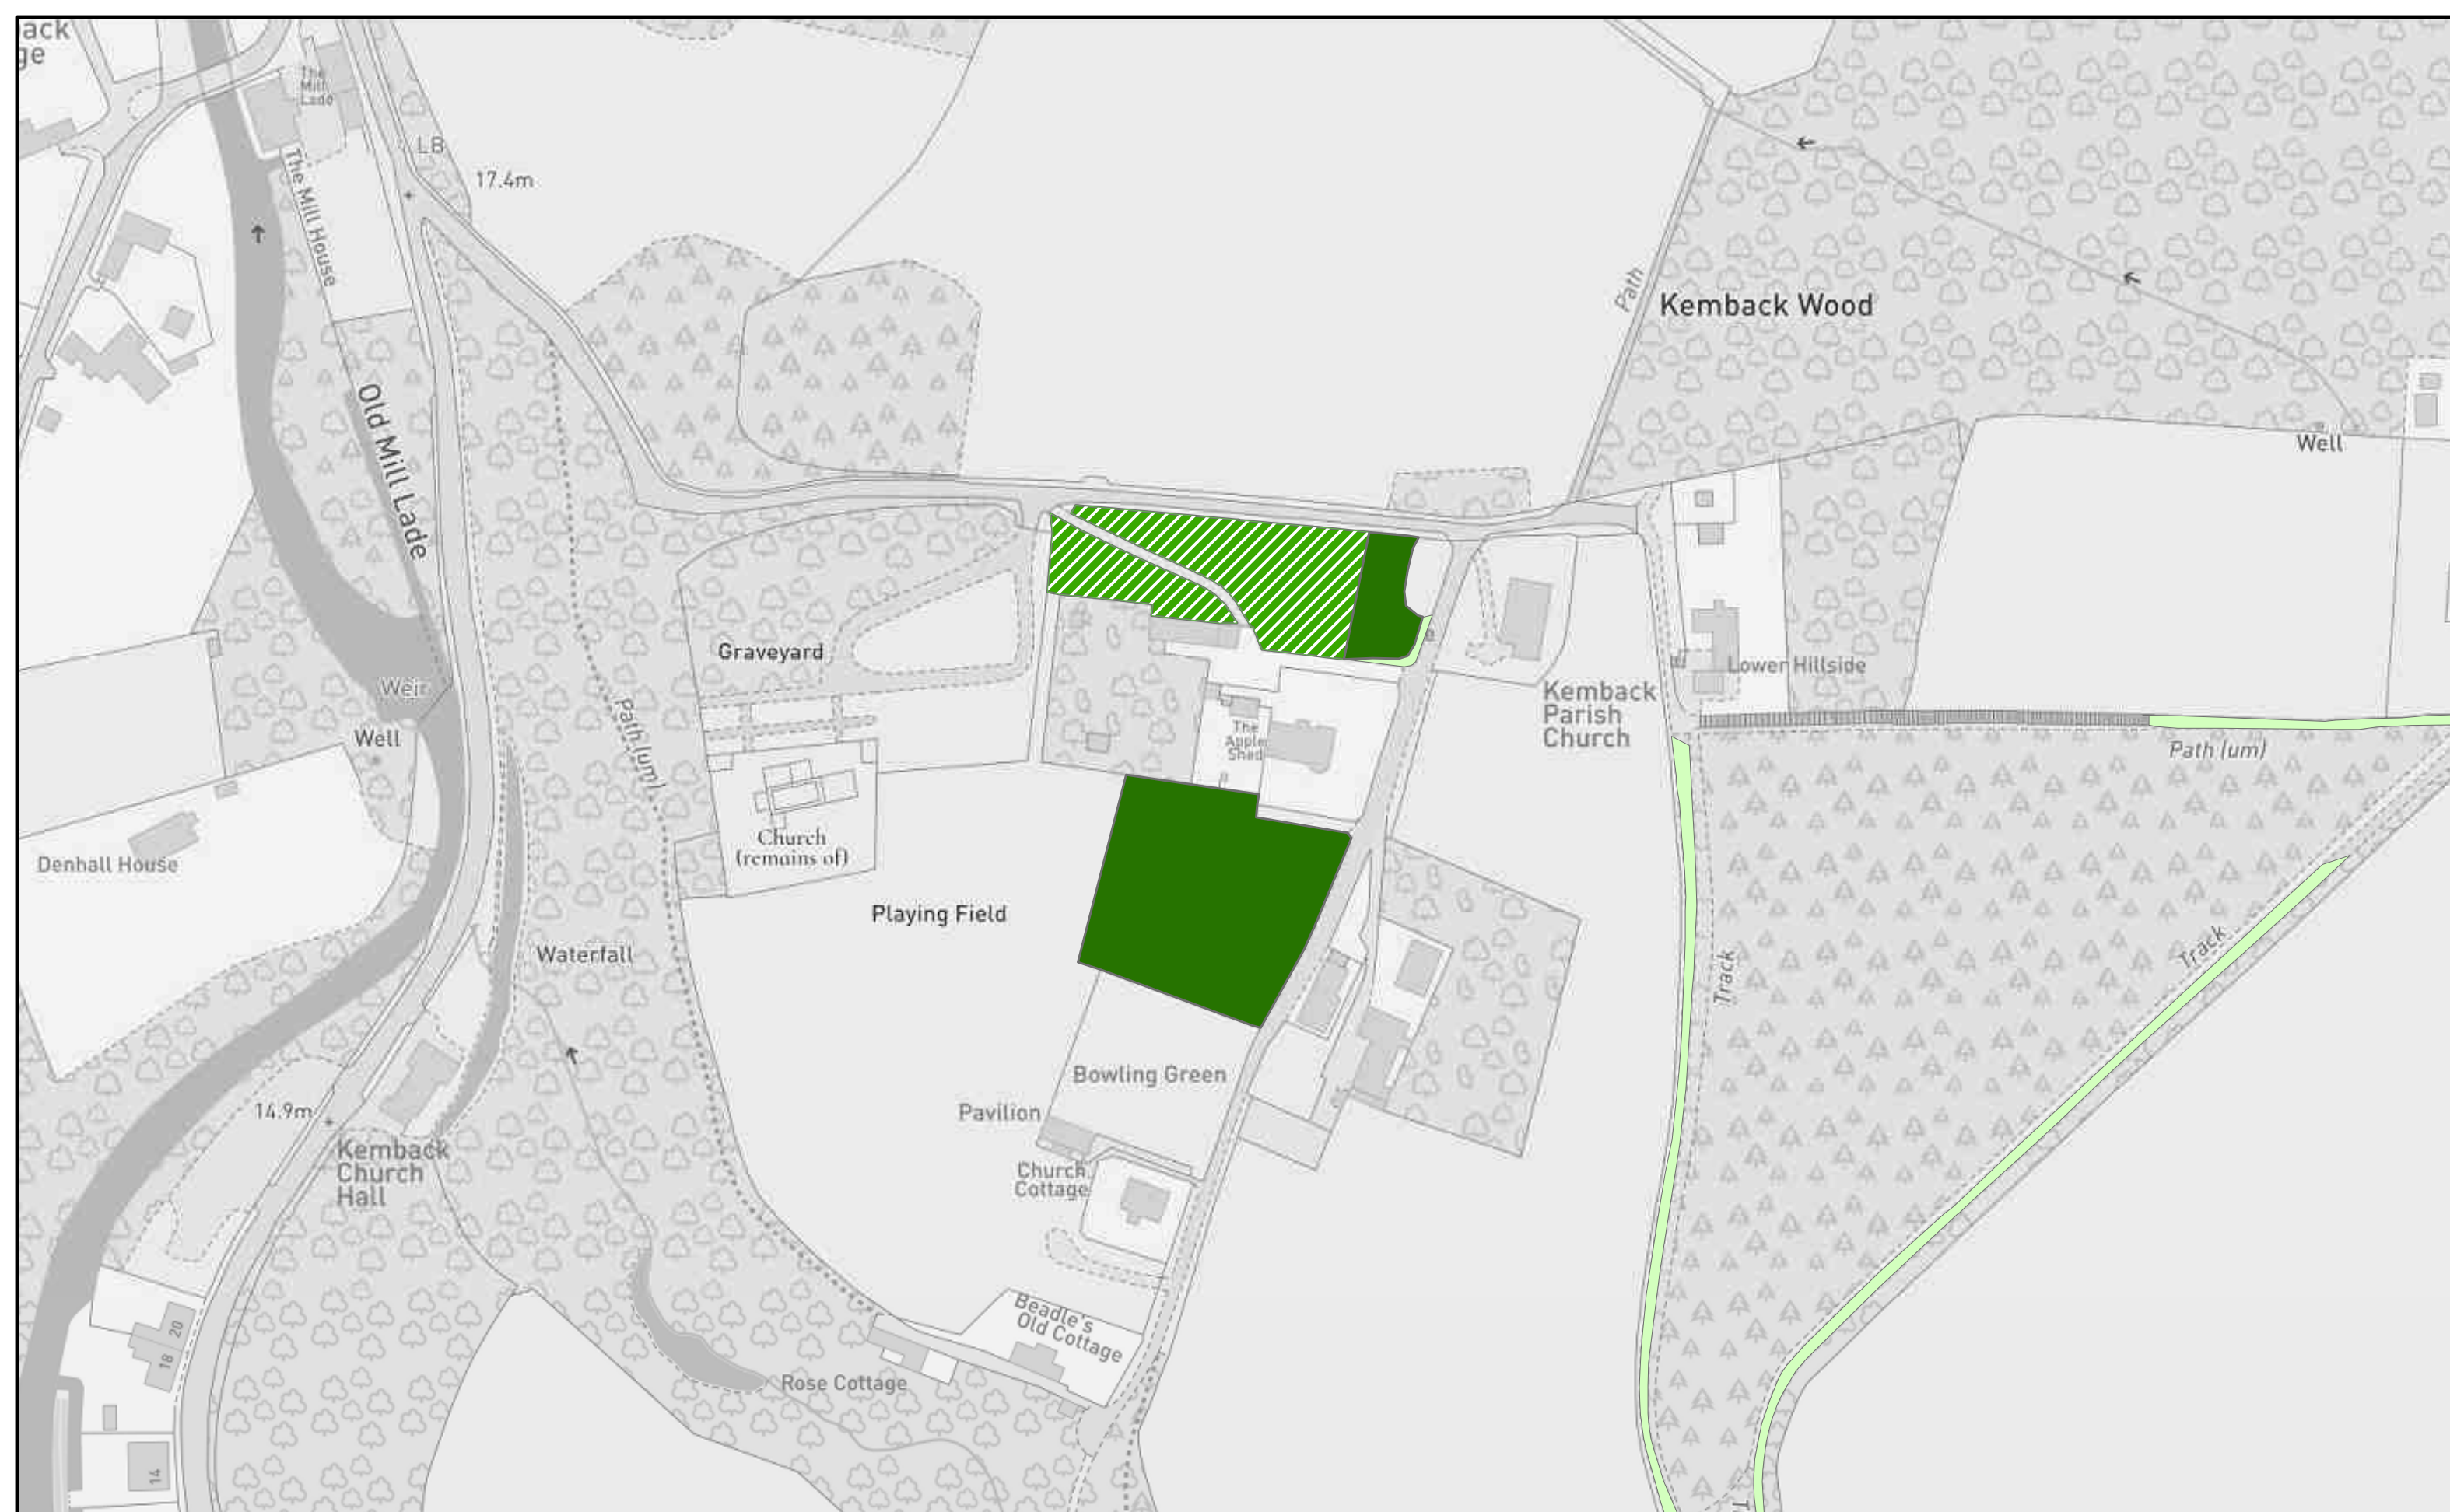 ack
ge
The
Mill
Lade
LB
17.4m
The Mill House
Path
Kemback Wood
Old Mill Lade
Well
Graveyard
Lower Hillside
Weir
Path (um)
Kemback
Parish
Church
The
Apple
Shed
Well
Path (um)
Church
(remains of)
Denhall House
Playing Field
Waterfall
Track
Track
Bowling Green
14.9m
Pavilion
Kemback
Church
Hall
Church
Cottage
Beadle's
Old Cottage
20
18
Rose Cottage
14